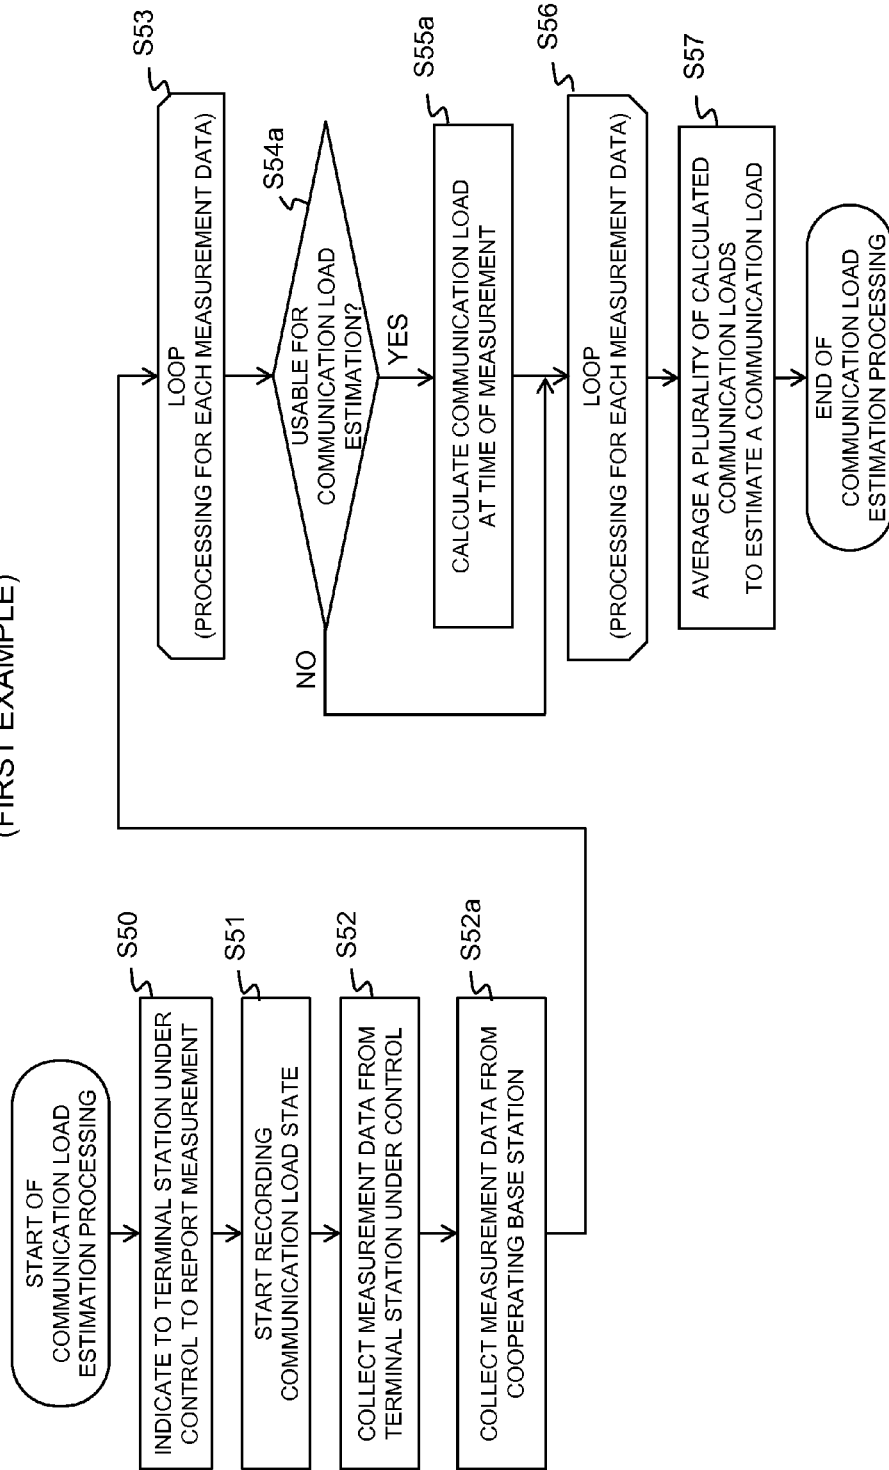 (FIRST EXAMPLE)
START OF
COMMUNICATION LOAD
ESTIMATION PROCESSING
S50
INDICATE TO TERMINAL STATION UNDER
CONTROL TO REPORT MEASUREMENT
S51
START RECORDING
COMMUNICATION LOAD STATE
S52
COLLECT MEASUREMENT DATA FROM
TERMINAL STATION UNDER CONTROL
S52a
COLLECT MEASUREMENT DATA FROM
COOPERATING BASE STATION
S53
LOOP
(PROCESSING FOR EACH MEASUREMENT DATA)
S54a
USABLE FOR
COMMUNICATION LOAD
ESTIMATION?
NO
YES
S55a
CALCULATE COMMUNICATION LOAD
AT TIME OF MEASUREMENT
S56
LOOP
(PROCESSING FOR EACH MEASUREMENT DATA)
S57
AVERAGE A PLURALITY OF CALCULATED
COMMUNICATION LOADS
TO ESTIMATE A COMMUNICATION LOAD
END OF
COMMUNICATION LOAD
ESTIMATION PROCESSING